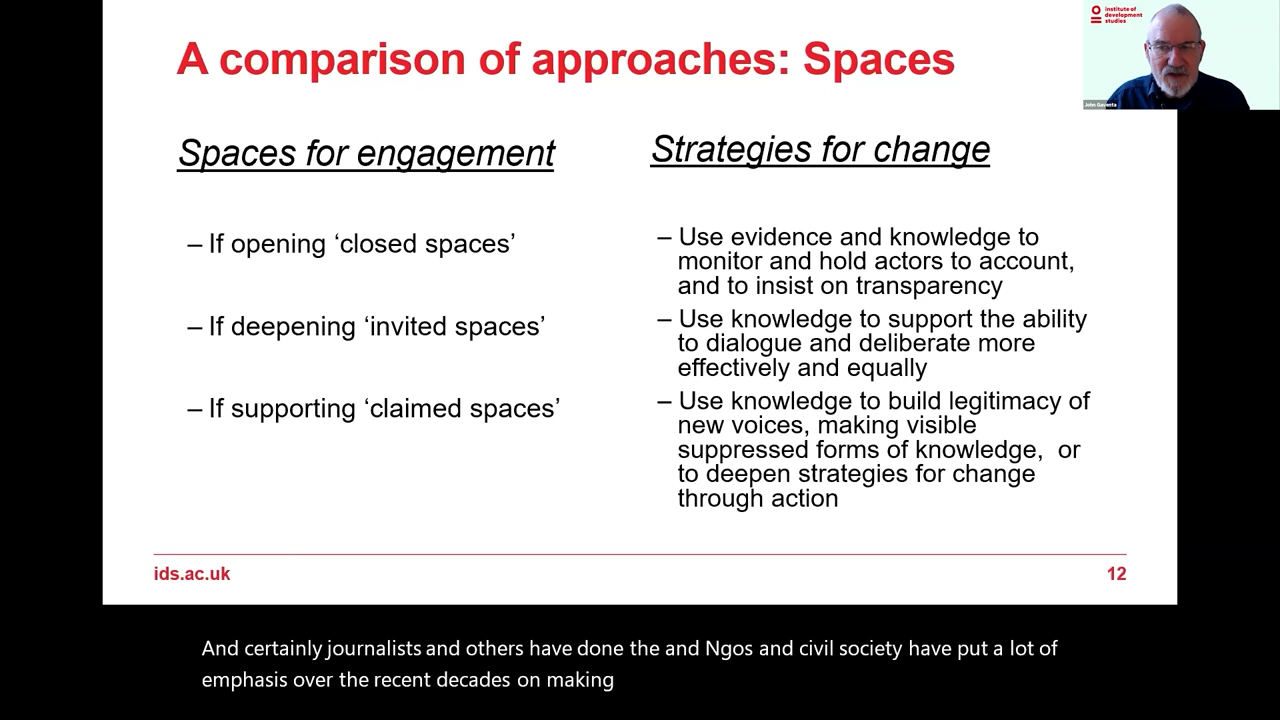 A comparison of approaches: Spaces
institute of
development
studies
John Gaventa
Spaces for engagement
Strategies for change
– If opening ‘closed spaces’
– Use evidence and knowledge to
monitor and hold actors to account,
and to insist on transparency
– If deepening ‘invited spaces’
– Use knowledge to support the ability
to dialogue and deliberate more
effectively and equally
– If supporting ‘claimed spaces’
– Use knowledge to build legitimacy of
new voices, making visible
suppressed forms of knowledge,  or
to deepen strategies for change
through action
ids.ac.uk
12
And certainly journalists and others have done the and Ngos and civil society have put a lot of
emphasis over the recent decades on making